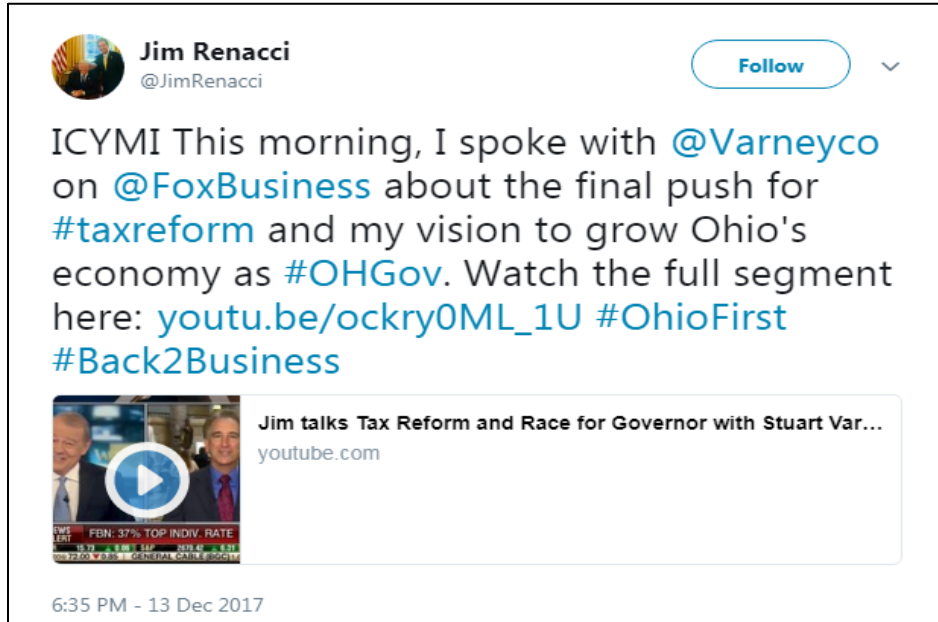 Jim Renacci
@JimRenacci
Follow
ICYMI This morning, I spoke with @Varneyco
on @FoxBusiness about the final push for
#taxreform and my vision to grow Ohio's
economy as #OHGov. Watch the full segment
here: youtu.be/ockry0ML_1U #OhioFirst
#Back2Business
Jim talks Tax Reform and Race for Governor with Stuart Var...
youtube.com
FBN: 37% TOP INDIV. RATE
6:35 PM - 13 Dec 2017